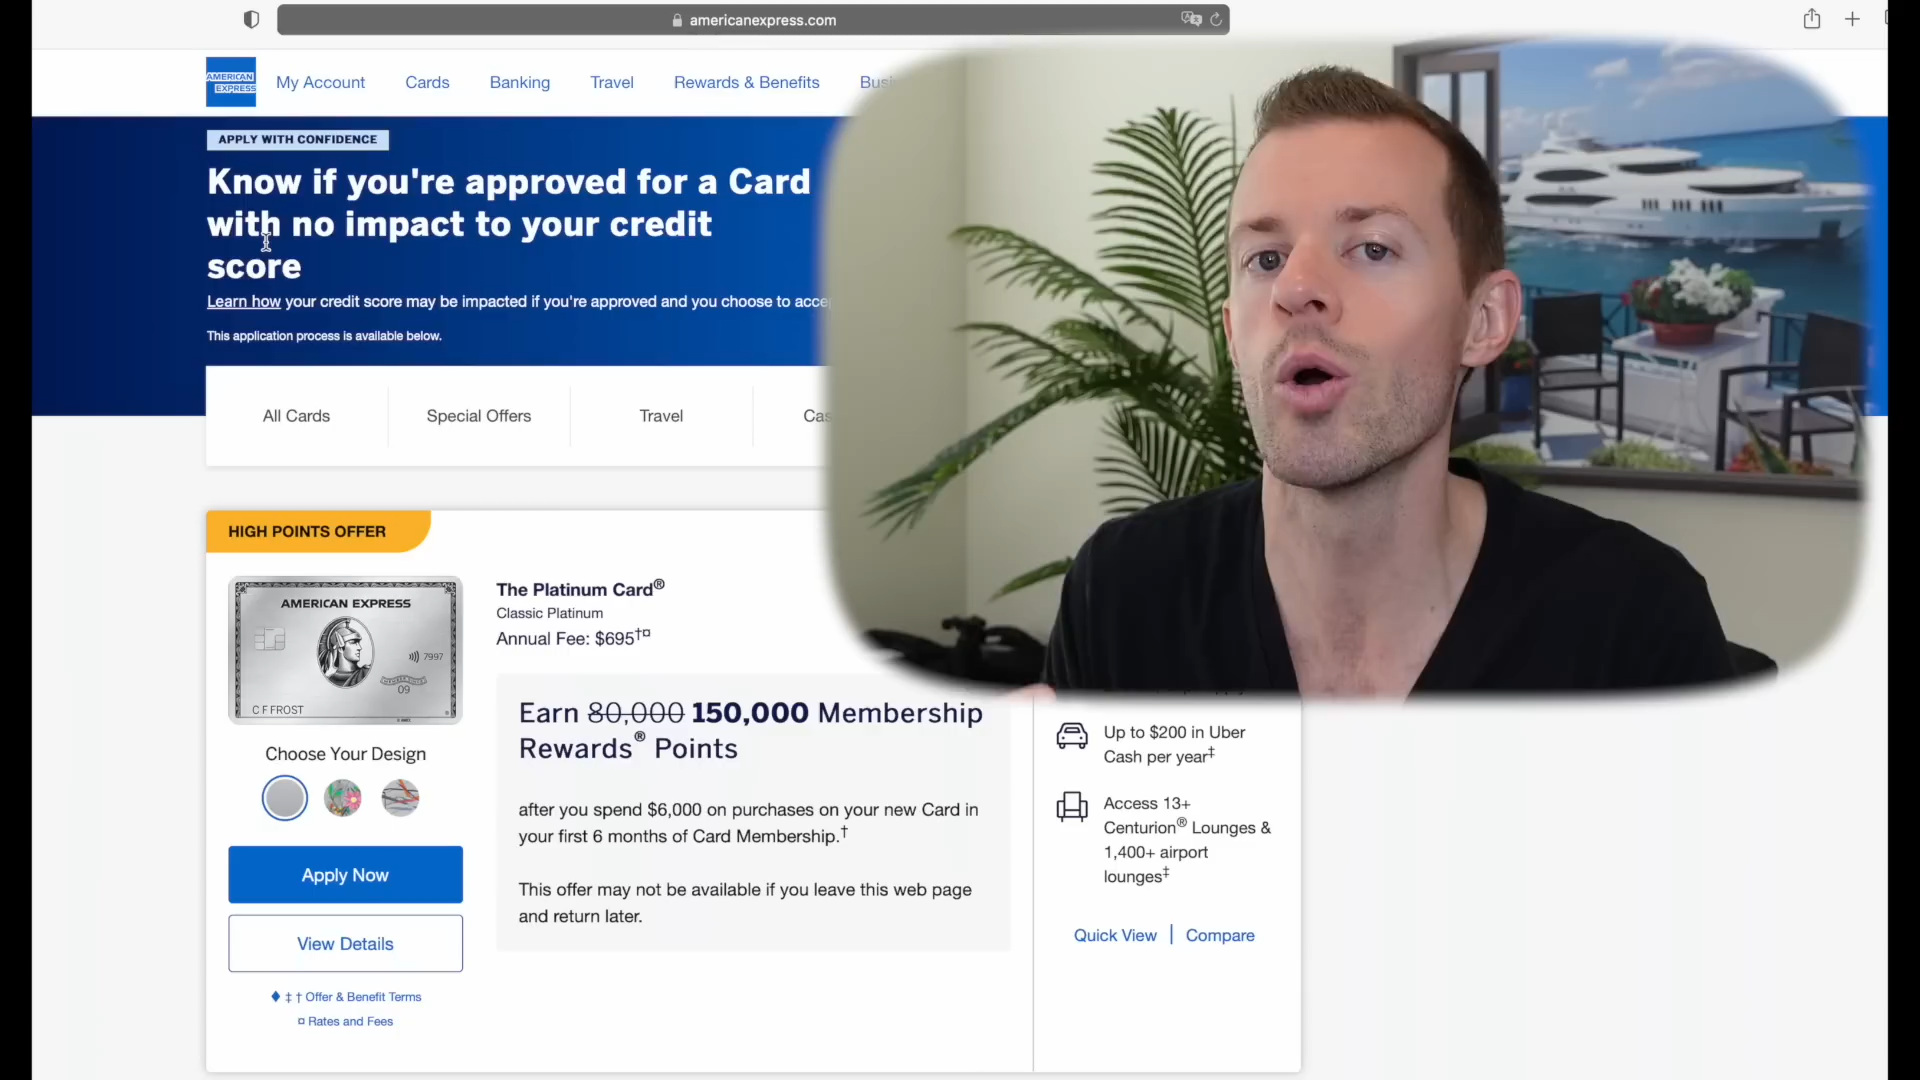 americanexpress.com
AMERICAN
EXPRESS
My Account
Cards
Banking
Travel
Rewards & Benefits
APPLY WITH CONFIDENCE
Know if you're approved for a Card
with no impact to your credit
score
Learn how your credit score may be impacted if you're approved and you choose to
This application process is available below.
All Cards
Special Offers
Travel
HIGH POINTS OFFER
AMERICAN EXPRESS
7997
09
C F FROST
Choose Your Design
Apply Now
View Details
♦ ‡ † Offer & Benefit Terms
¤ Rates and Fees
The Platinum Card®
Classic Platinum
Annual Fee: $695†¤
Earn 80,000 150,000 Membership
Rewards® Points
after you spend $6,000 on purchases on your new Card in
your first 6 months of Card Membership.†
This offer may not be available if you leave this web page
and return later.
Up to $200 in Uber
Cash per year‡
Access 13+
Centurion® Lounges &
1,400+ airport
lounges‡
Quick View | Compare